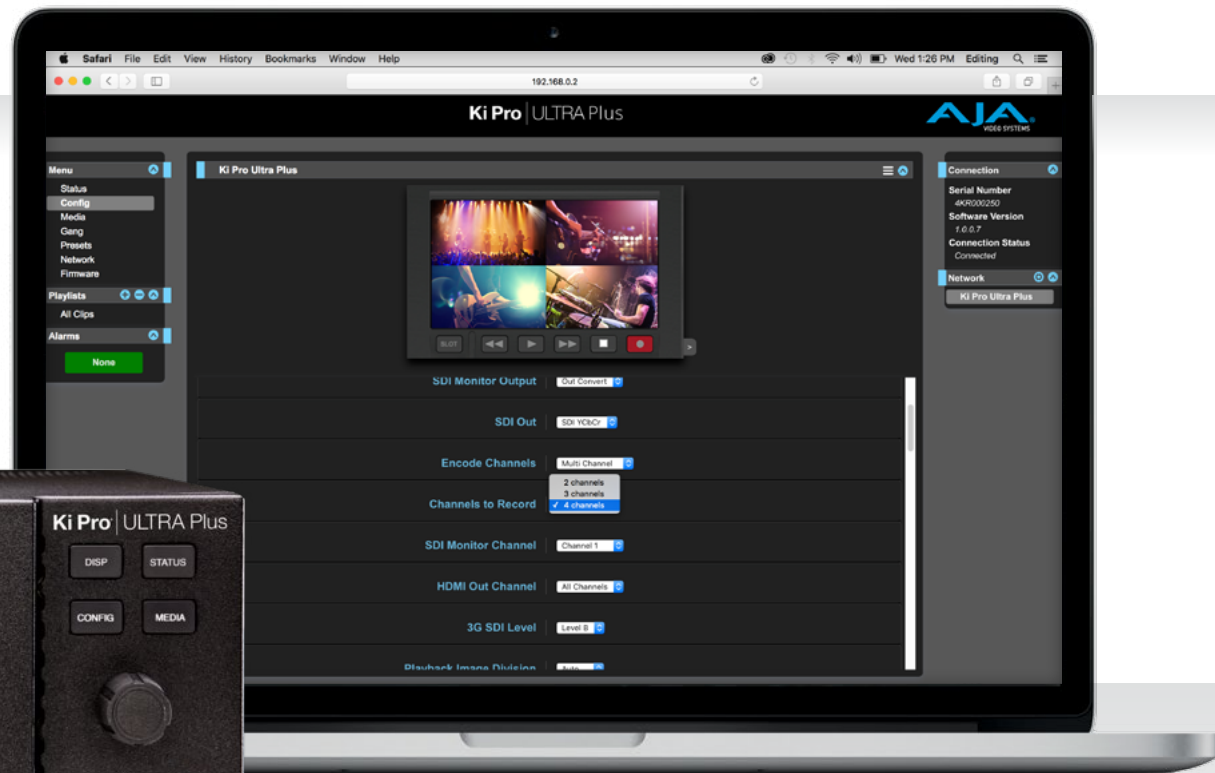 Safari File Edit View History Bookmarks Window Help
Wed 1:26 PM Editing
192.168.0.2
Ki Pro ULTRA Plus
AJA
VIDEO SYSTEMS
Menu
Status
Config
Media
Gang
Presets
Network
Firmware
Playlists
All Clips
Alarms
None
Ki Pro Ultra Plus
SLOT
SDI Monitor Output Out Convert
SDI Out SDI YCbCr
Encode Channels Multi Channel
2 channels
3 channels
Channels to Record ✓ 4 channels
SDI Monitor Channel Channel 1
HDMI Out Channel All Channels
3G SDI Level Level B
Playback Image Division Auto
Connection
Serial Number
4KR000250
Software Version
1.0.0.7
Connection Status
Connected
Network
Ki Pro Ultra Plus
Ki Pro ULTRA Plus
DISP STATUS
CONFIG MEDIA